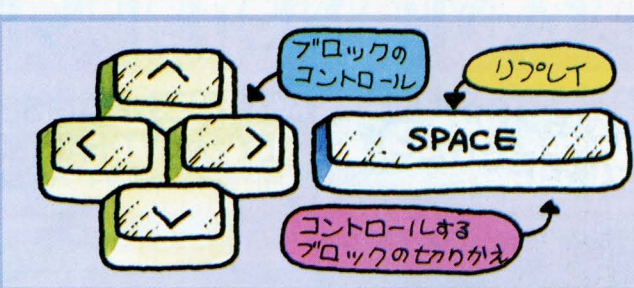 ブロックの
コントロール
リプレイ
∧
<
>
∨
SPACE
コントロールする
ブロックの切りかえ